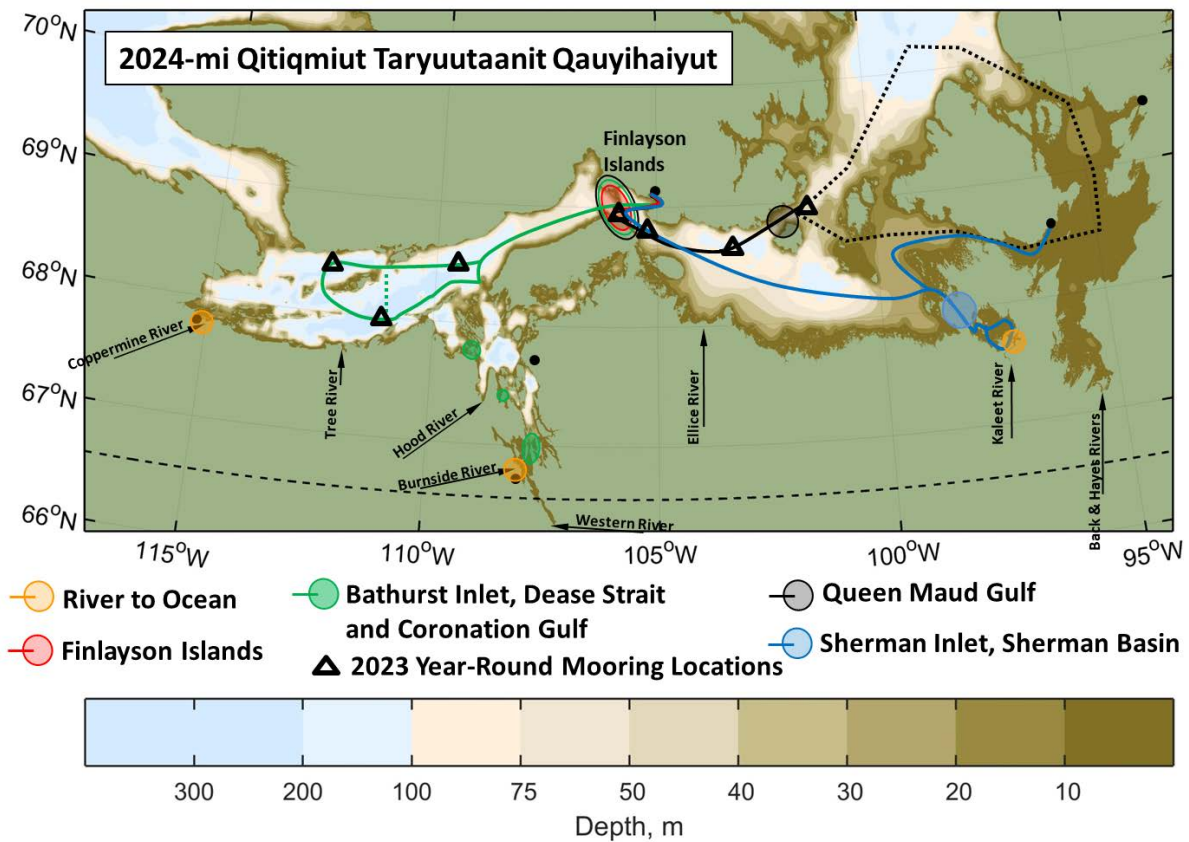 70°N
69°N
68°N
67°N
66°N
2024-mi Qitiqmiut Taryuutaanit Qauyihaiyut
Finlayson
Islands
Coppermine River
Tree River
Hood River
Burnside River
Western River
Ellice River
Kaleet River
Back & Hayes Rivers
115°W
110°W
105°W
100°W
95°W
River to Ocean
Finlayson Islands
Bathurst Inlet, Dease Strait
and Coronation Gulf
2023 Year-Round Mooring Locations
Queen Maud Gulf
Sherman Inlet, Sherman Basin
300
200
100
75
50
40
30
20
10
Depth, m